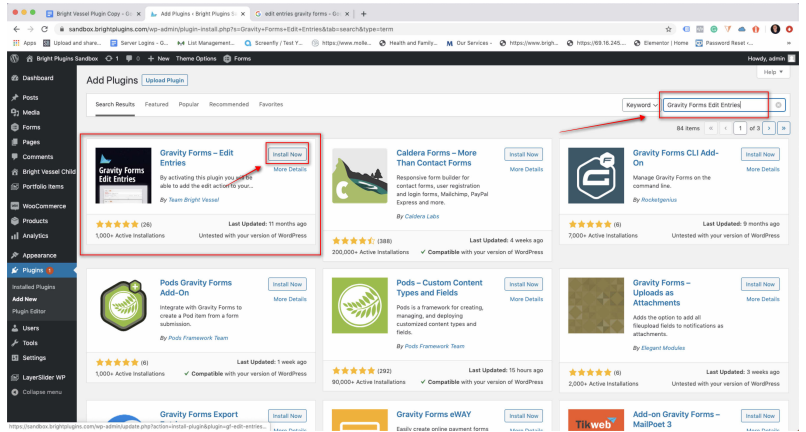 Bright Vessel Plugin Copy - Go
Add Plugins ‹ Bright Plugins S
edit entries gravity forms - Go
sandbox.brightplugins.com/wp-admin/plugin-install.php?s=Gravity+Forms+Edit+Entries&tab=search&type=term
Apps
Upload and share...
Server Logins - G...
List Management...
Screenfly / Test Y...
https://www.molle...
Health and Family...
Our Services -
https://www.brigh...
https://69.16.245....
Elementor | Home
Password Reset ‹...
»
Bright Plugins Sandbox
1
0
+ New
Theme Options
Forms
Howdy, admin
Dashboard
Posts
Media
Forms
Pages
Comments
Bright Vessel Child
Portfolio Items
WooCommerce
Products
Analytics
Appearance
Plugins 1
Installed Plugins
Add New
Plugin Editor
Users
Tools
Settings
LayerSlider WP
Collapse menu
Help
Add Plugins
Upload Plugin
Search Results
Featured
Popular
Recommended
Favorites
Keyword
Gravity Forms Edit Entries
84 items
«
‹
1
of 3
›
»
Gravity Forms
Edit Entries
Gravity Forms – Edit
Entries
Install Now
More Details
By activating this plugin you will be
able to add the edit action to your...
By Team Bright Vessel
(26)
Last Updated: 11 months ago
1,000+ Active Installations
Untested with your version of WordPress
Caldera Forms – More
Than Contact Forms
Install Now
More Details
Responsive form builder for
contact forms, user registration
and login forms, Mailchimp, PayPal
Express and more.
By Caldera Labs
(388)
Last Updated: 4 weeks ago
200,000+ Active Installations
✓ Compatible with your version of WordPress
Gravity Forms CLI Add-
On
Install Now
More Details
Manage Gravity Forms on the
command line.
By Rocketgenius
(6)
Last Updated: 9 months ago
7,000+ Active Installations
Untested with your version of WordPress
Pods Gravity Forms
Add-On
Install Now
More Details
Integrate with Gravity Forms to
create a Pod item from a form
submission.
By Pods Framework Team
(6)
Last Updated: 1 week ago
1,000+ Active Installations
✓ Compatible with your version of WordPress
Pods – Custom Content
Types and Fields
Install Now
More Details
Pods is a framework for creating,
managing, and deploying
customized content types and
fields.
By Pods Framework Team
(292)
Last Updated: 15 hours ago
90,000+ Active Installations
✓ Compatible with your version of WordPress
Gravity Forms –
Uploads as
Attachments
Install Now
More Details
Adds the option to add all
fileupload fields to notifications as
attachments.
By Elegant Modules
(6)
Last Updated: 3 weeks ago
2,000+ Active Installations
Untested with your version of WordPress
Gravity Forms Export
Install Now
More Details
Gravity Forms eWAY
Install Now
More Details
Easily create online payment forms
Tikweb
Add-on Gravity Forms –
MailPoet 3
Install Now
More Details
https://sandbox.brightplugins.com/wp-admin/update.php?action=install-plugin&plugin=gf-edit-entries...